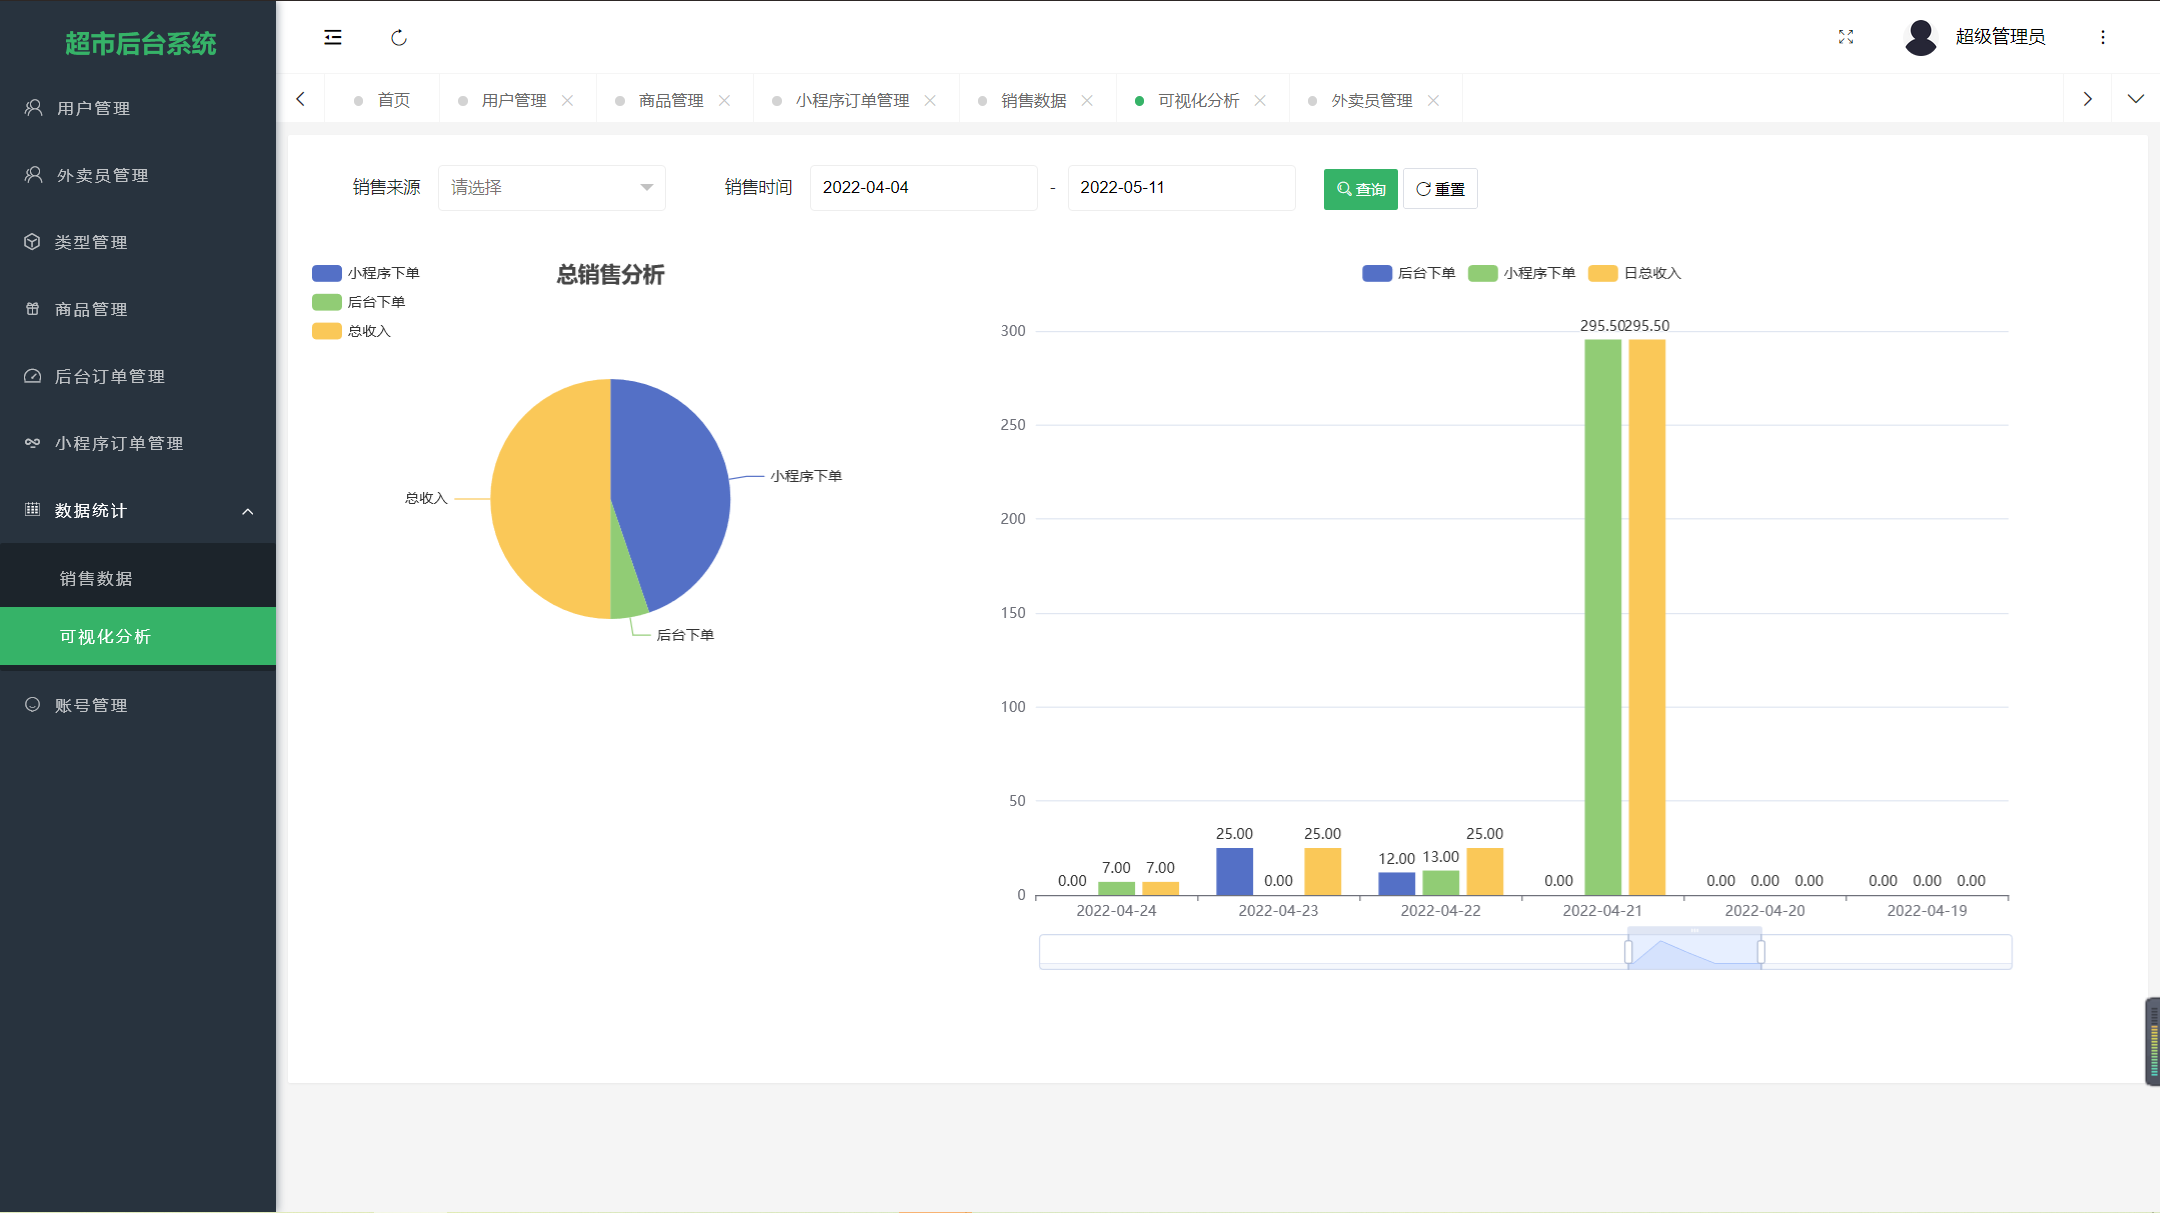 超市后台系统
用户管理
外卖员管理
类型管理
商品管理
后台订单管理
小程序订单管理
数据统计
销售数据
可视化分析
账号管理
超级管理员
首页 用户管理 商品管理 小程序订单管理 销售数据 可视化分析 外卖员管理
销售来源 请选择 销售时间 2022-04-04 - 2022-05-11 查询 重置
小程序下单
后台下单
总收入
总销售分析
小程序下单
总收入
后台下单
后台下单 小程序下单 日总收入
300
250
200
150
100
50
0
295.50 295.50
25.00 25.00 25.00
12.00 13.00
7.00 7.00
0.00 0.00 0.00 0.00 0.00 0.00 0.00 0.00 0.00
2022-04-24 2022-04-23 2022-04-22 2022-04-21 2022-04-20 2022-04-19